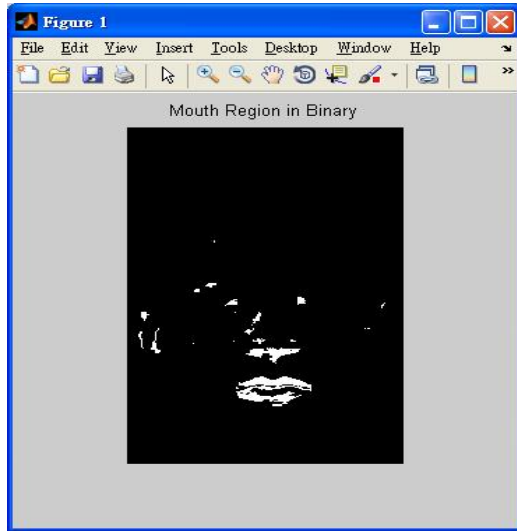 Figure 1
File Edit View Insert Tools Desktop Window Help
Mouth Region in Binary